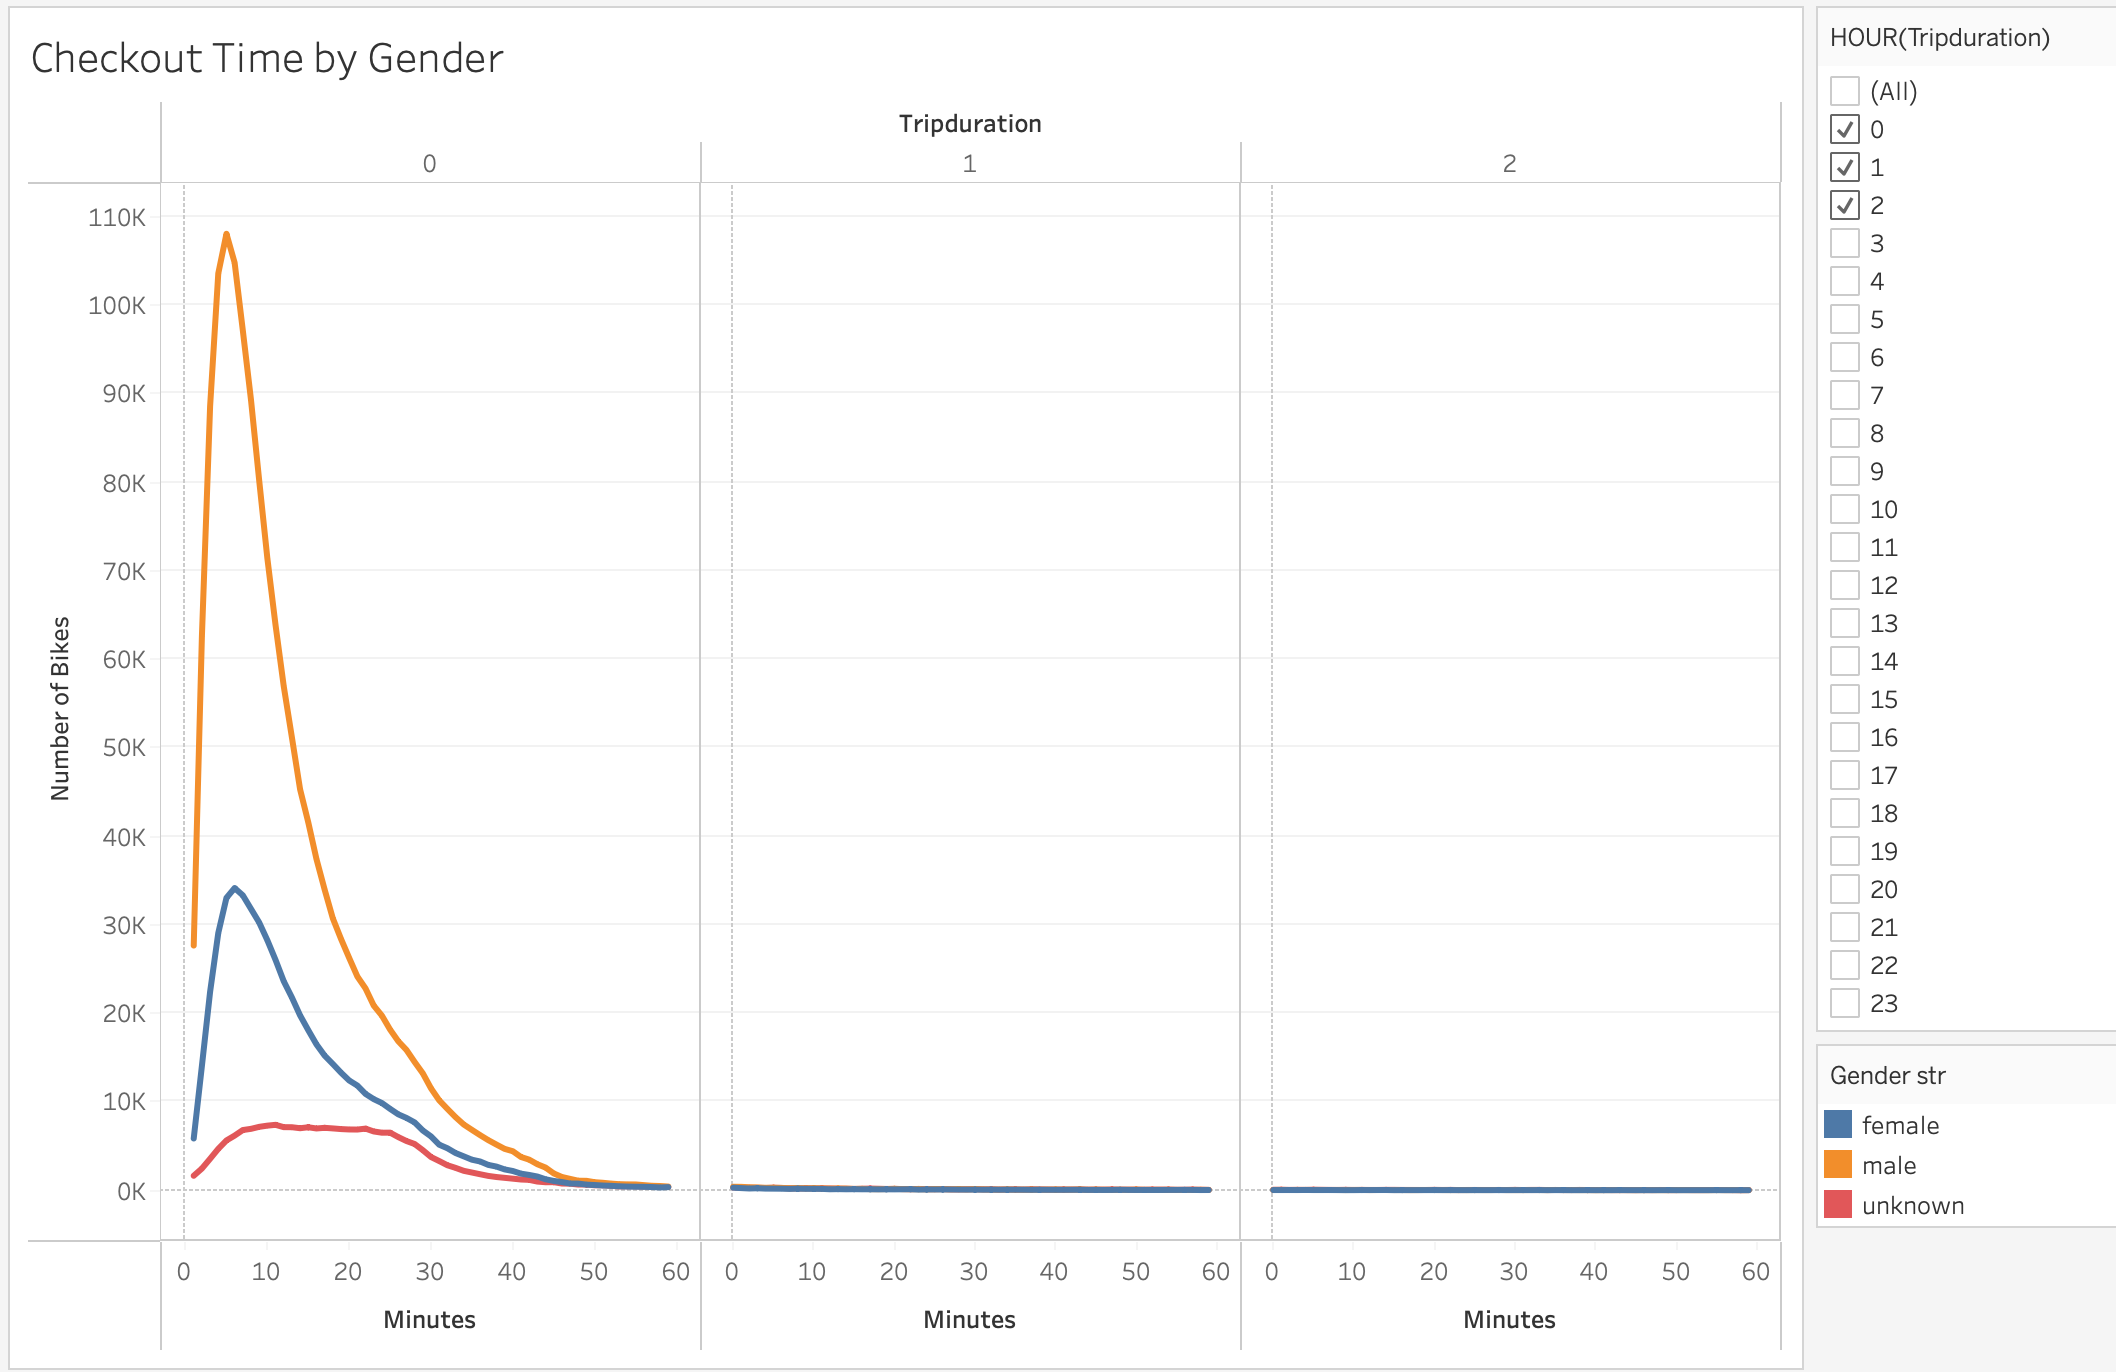 Checkout Time by Gender
Tripduration
0 1 2
110K
100K
90K
80K
70K
60K
50K
40K
30K
20K
10K
0K
Number of Bikes
0 10 20 30 40 50 60 0 10 20 30 40 50 60 0 10 20 30 40 50 60
Minutes Minutes Minutes
HOUR(Tripduration)
(All)
0
1
2
3
4
5
6
7
8
9
10
11
12
13
14
15
16
17
18
19
20
21
22
23
Gender str
female
male
unknown